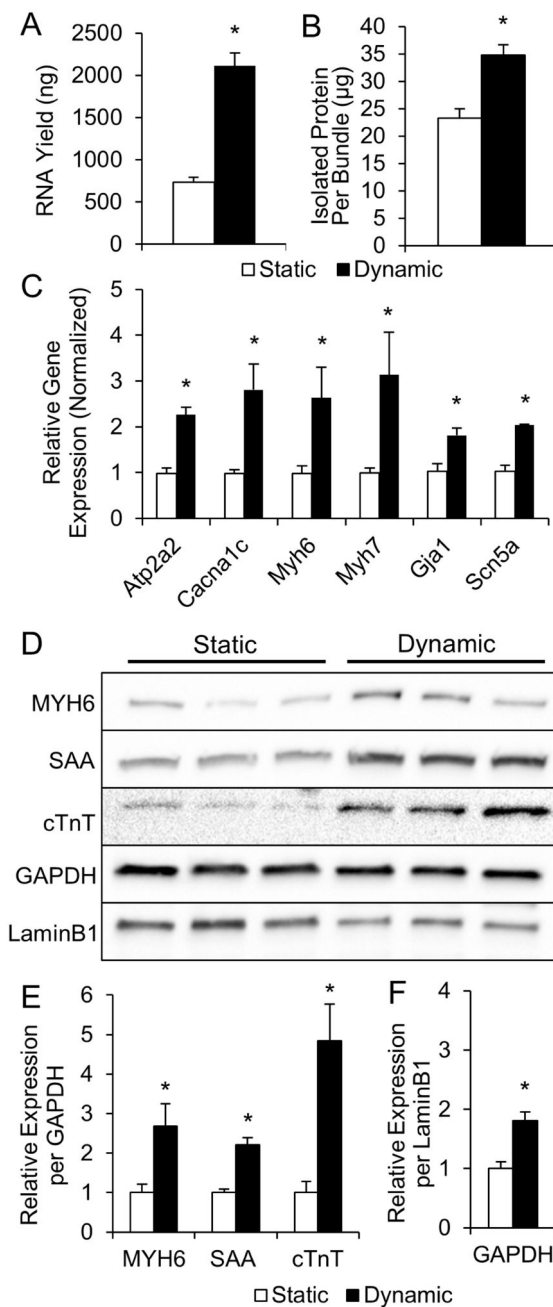 A
RNA Yield (ng)
2500
2000
1500
1000
500
0
*
B
Isolated Protein
Per Bundle (µg)
40
35
30
25
20
15
10
5
0
*
Static Dynamic
C
Relative Gene
Expression (Normalized)
5
4
3
2
1
0
* * * * * *
Atp2a2 Cacna1c Myh6 Myh7 Gja1 Scn5a
D
Static Dynamic
MYH6
SAA
cTnT
GAPDH
LaminB1
E
Relative Expression
per GAPDH
6
5
4
3
2
1
0
* * *
MYH6 SAA cTnT
F
Relative Expression
per LaminB1
4
3
2
1
0
*
GAPDH
Static Dynamic